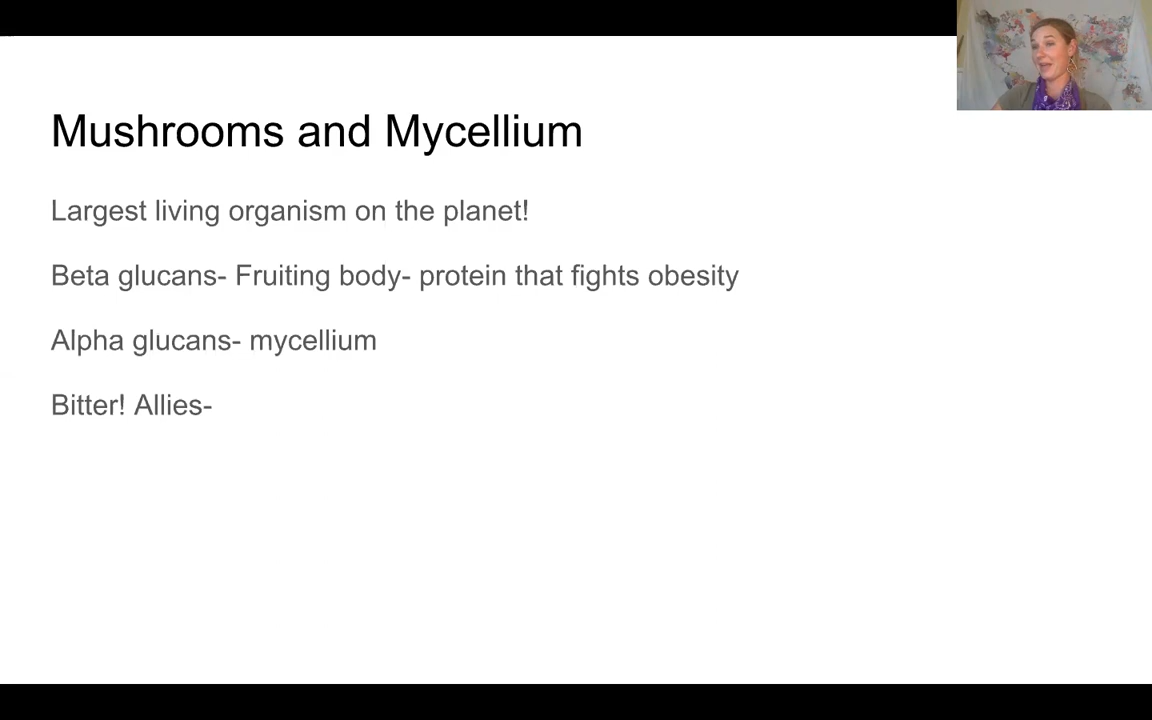 Mushrooms and Mycellium
Largest living organism on the planet!
Beta glucans- Fruiting body- protein that fights obesity
Alpha glucans- mycellium
Bitter! Allies-